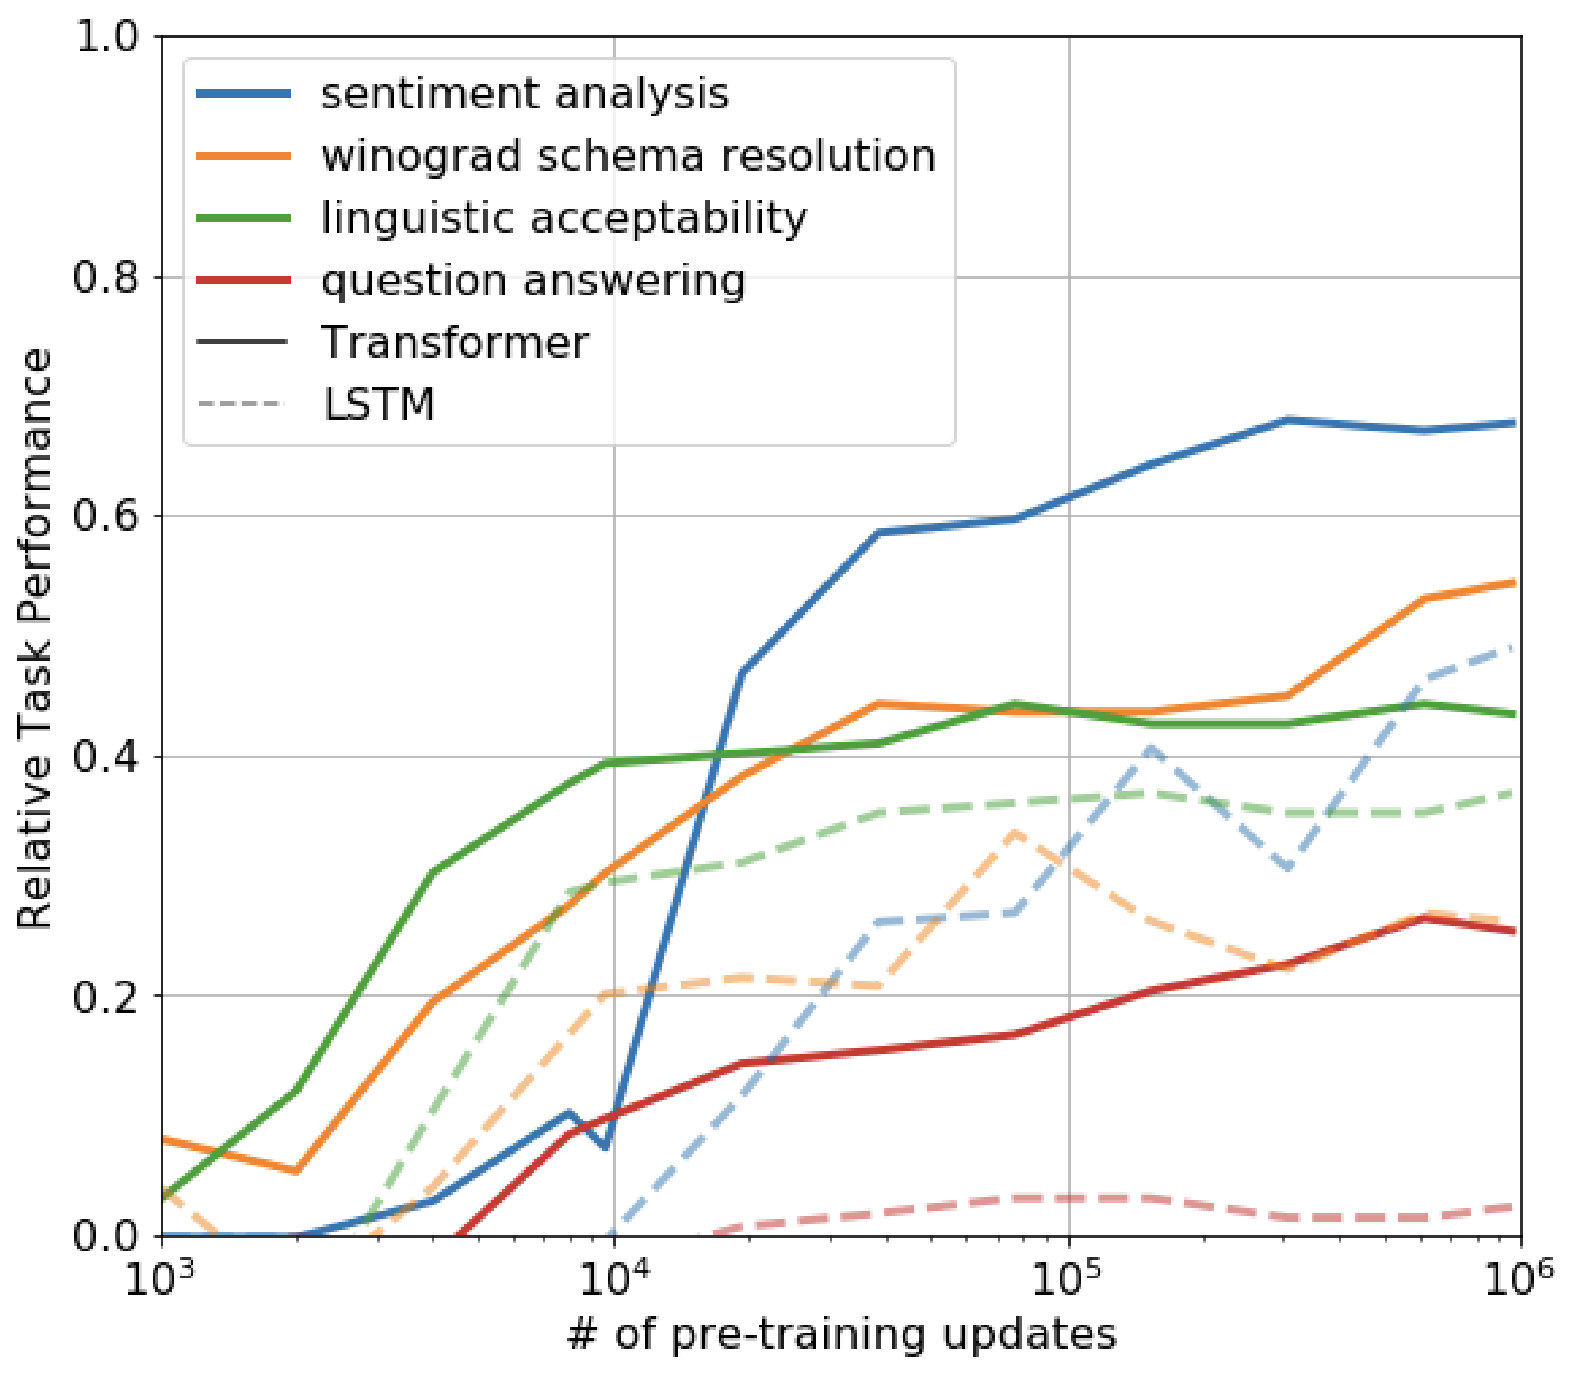 1.0
0.8
0.6
0.4
0.2
0.0
Relative Task Performance
sentiment analysis
winograd schema resolution
linguistic acceptability
question answering
Transformer
LSTM
10³ 10⁴ 10⁵ 10⁶
# of pre-training updates